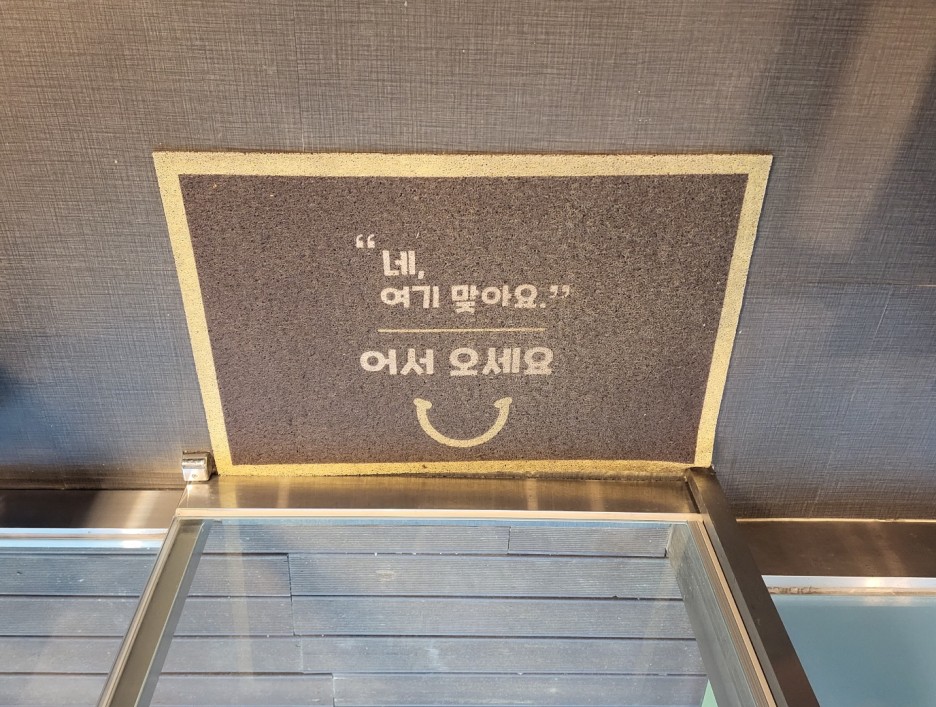 “네,
여기 맞아요.”
어서 오세요